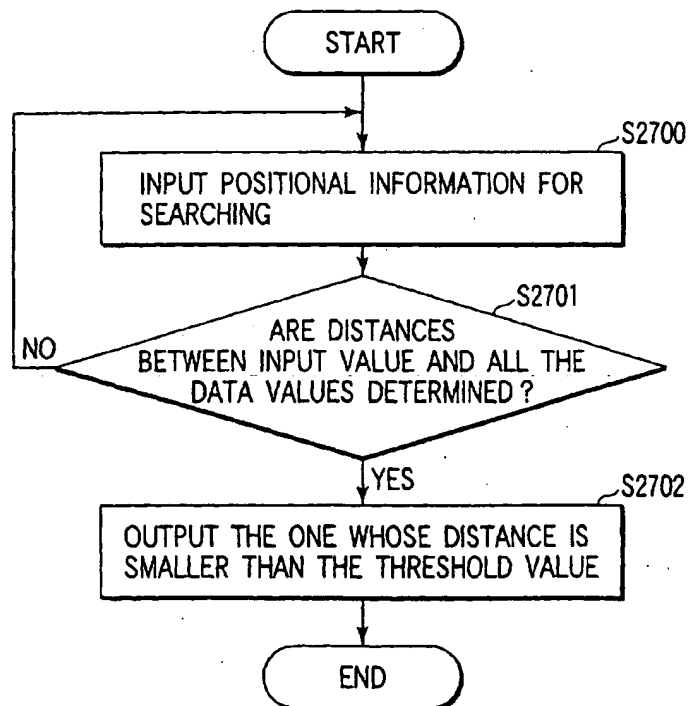 START
S2700
INPUT POSITIONAL INFORMATION FOR
SEARCHING
S2701
ARE DISTANCES
BETWEEN INPUT VALUE AND ALL THE
DATA VALUES DETERMINED?
NO
YES
S2702
OUTPUT THE ONE WHOSE DISTANCE IS
SMALLER THAN THE THRESHOLD VALUE
END